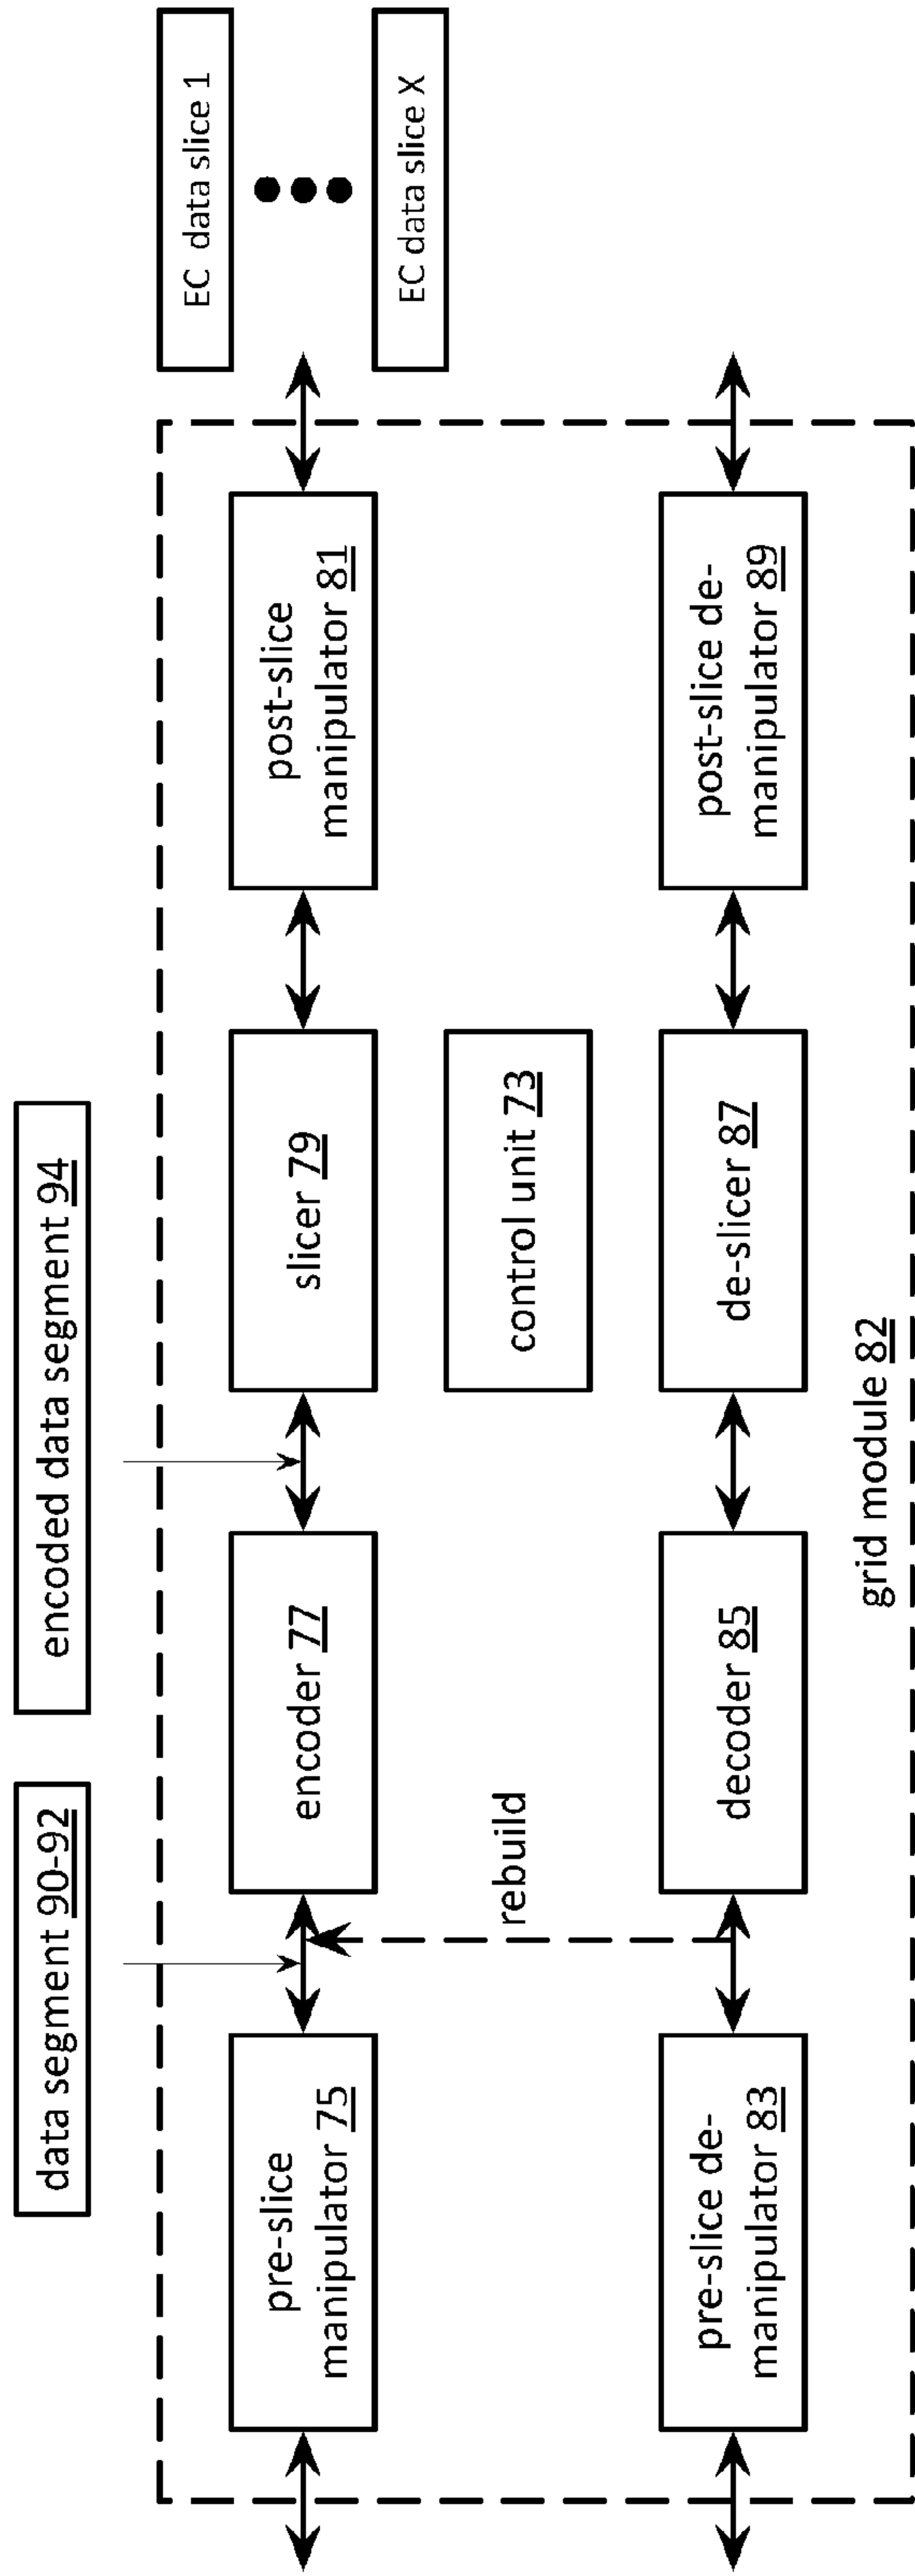 data segment 90-92
encoded data segment 94
EC data slice 1
EC data slice X
pre-slice
manipulator 75
encoder 77
slicer 79
post-slice
manipulator 81
rebuild
control unit 73
pre-slice de-
manipulator 83
decoder 85
de-slicer 87
post-slice de-
manipulator 89
grid module 82